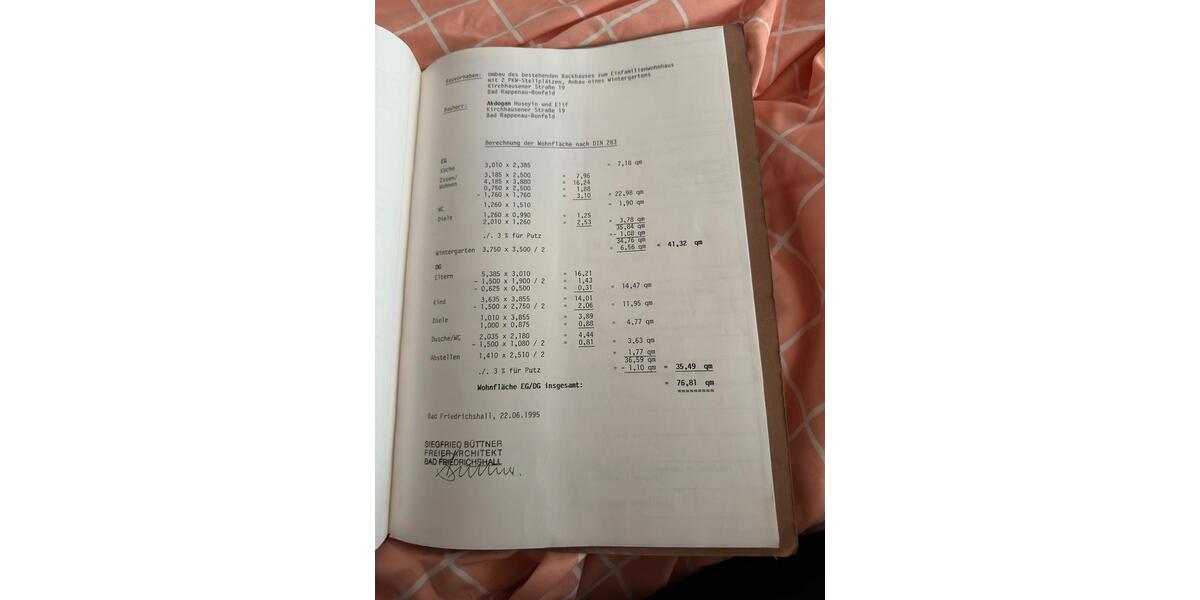 Bauvorhaben: Umbau des bestehenden Backhauses zum Einfamilienwohnhaus
mit 2 PKW-Stellplätzen, Anbau eines Wintergartens
Kirchhausener Straße 19
Bad Rappenau-Bonfeld
Bauherr: Akdogan Huseyin und Elif
Kirchhausener Straße 19
Bad Rappenau-Bonfeld
Berechnung der Wohnfläche nach DIN 283
EG
Küche 3,010 x 2,385 = 7,18 qm
Essen/ 3,185 x 2,500 = 7,96
Wohnen 4,185 x 3,880 = 16,24
0,750 x 2,500 = 1,88
- 1,760 x 1,760 = 3,10 = 22,98 qm
WC 1,260 x 1,510 = 1,90 qm
Diele 1,260 x 0,990 = 1,25
2,010 x 1,260 = 2,53 = 3,78 qm
35,84 qm
./. 3 % für Putz =- 1,08 qm
34,76 qm
Wintergarten 3,750 x 3,500 / 2 = 6,56 qm = 41,32 qm
DG
Eltern 5,385 x 3,010 = 16,21
- 1,500 x 1,900 / 2 = 1,43
- 0,625 x 0,500 = 0,31 = 14,47 qm
Kind 3,635 x 3,855 = 14,01
- 1,500 x 2,750 / 2 = 2,06 = 11,95 qm
Diele 1,010 x 3,855 = 3,89
1,000 x 0,875 = 0,88 = 4,77 qm
Dusche/WC 2,035 x 2,180 = 4,44
- 1,500 x 1,080 / 2 = 0,81 = 3,63 qm
Abstellen 1,410 x 2,510 / 2 = 1,77 qm
36,59 qm
./. 3 % für Putz = - 1,10 qm = 35,49 qm
Wohnfläche EG/DG insgesamt: = 76,81 qm
Bad Friedrichshall, 22.06.1995
SIEGFRIED BÜTTNER
FREIER ARCHITEKT
BAD FRIEDRICHSHALL